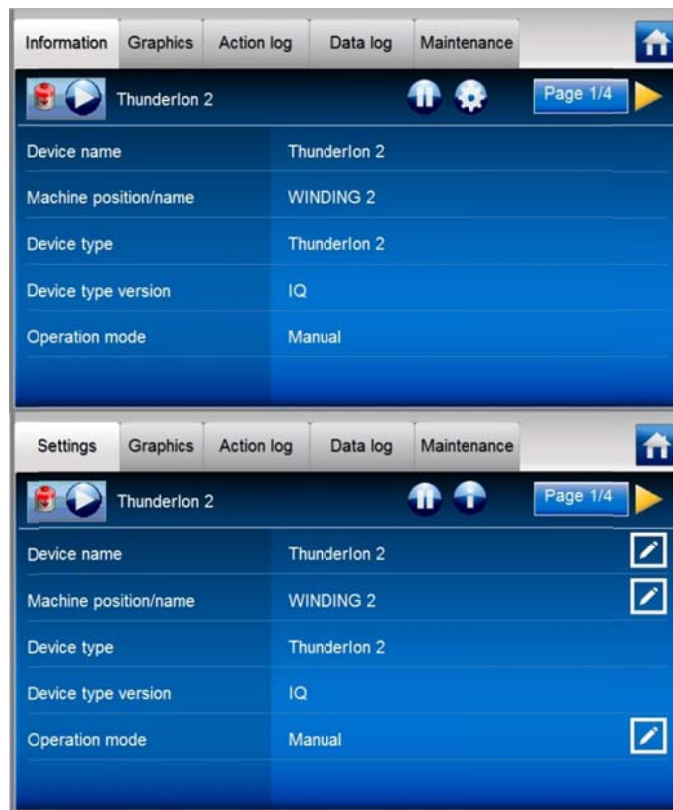 Information Graphics Action log Data log Maintenance
ThunderIon 2 Page 1/4
Device name ThunderIon 2
Machine position/name WINDING 2
Device type ThunderIon 2
Device type version IQ
Operation mode Manual
Settings Graphics Action log Data log Maintenance
ThunderIon 2 Page 1/4
Device name ThunderIon 2
Machine position/name WINDING 2
Device type ThunderIon 2
Device type version IQ
Operation mode Manual